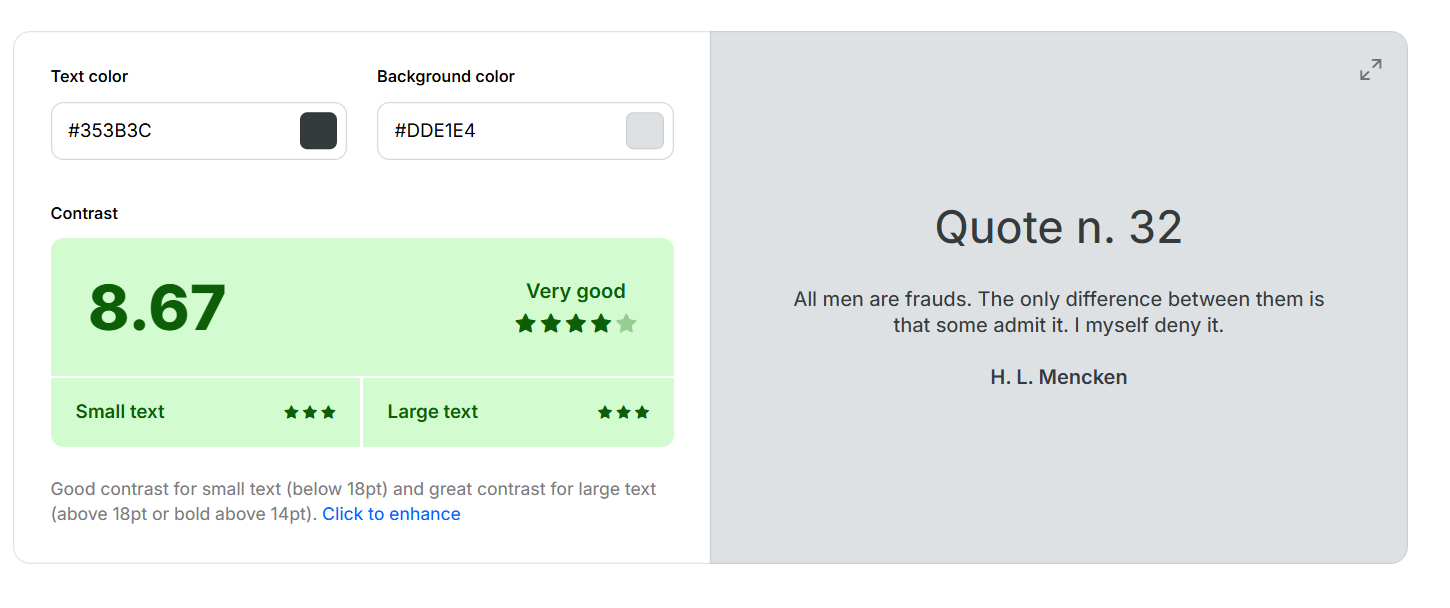 Text color
Background color
#353B3C
#DDE1E4
Contrast
8.67
Very good
Small text
Large text
Good contrast for small text (below 18pt) and great contrast for large text
(above 18pt or bold above 14pt). Click to enhance
Quote n. 32
All men are frauds. The only difference between them is
that some admit it. I myself deny it.
H. L. Mencken